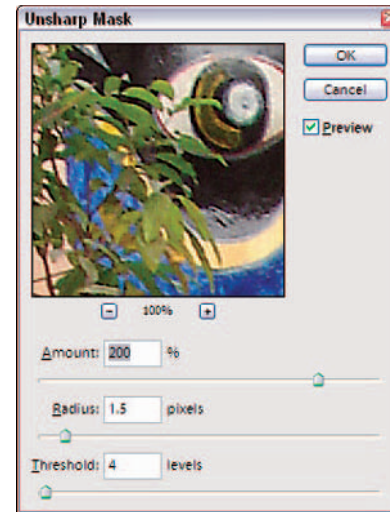 Unsharp Mask
OK
Cancel
Preview
100%
Amount: 200 %
Radius: 1.5 pixels
Threshold: 4 levels